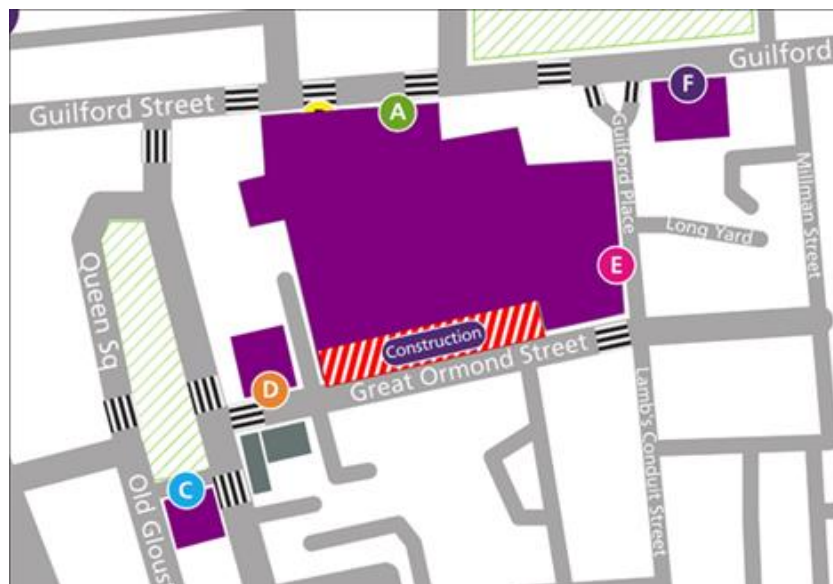 Guilford
Guilford Street
F
A
Guilford Place
Millman Street
Long Yard
Queen Sq
E
Construction
Great Ormond Street
D
Lamb's Conduit Street
C
Old Glous